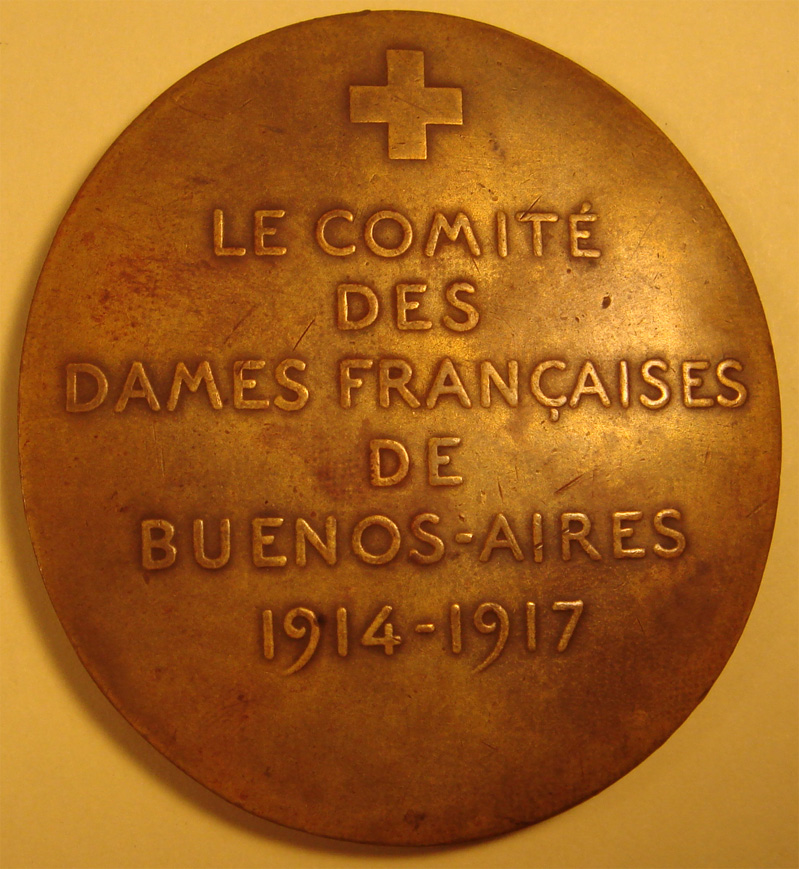 LE COMITÉ
DES
DAMES FRANÇAISES
DE
BUENOS-AIRES
1914-1917